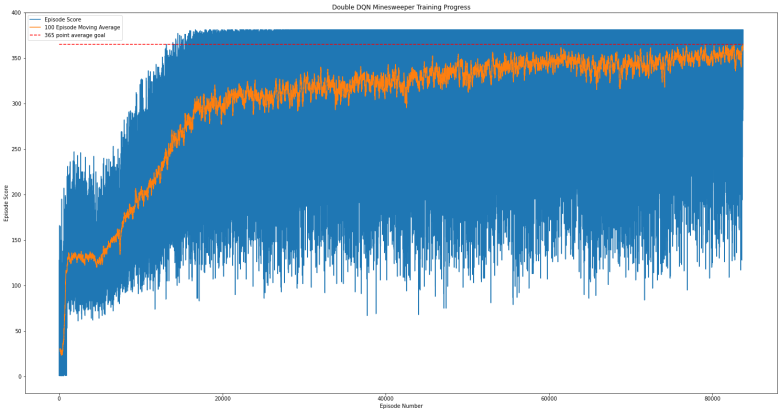 Double DQN Minesweeper Training Progress
Episode Score
100 Episode Moving Average
365 point average goal
400
350
300
250
200
150
100
50
0
Episode Score
0 20000 40000 60000 80000
Episode Number